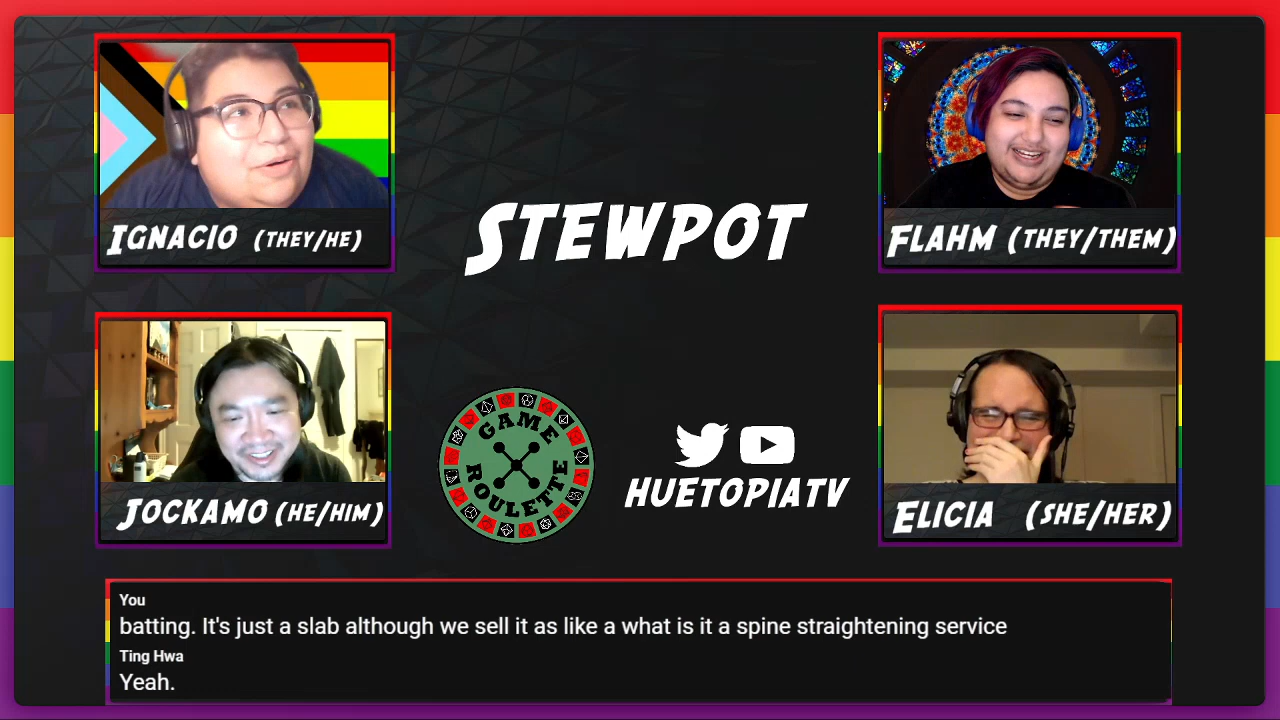 IGNACIO (THEY/HE)
FLAHM (THEY/THEM)
STEWPOT
JOCKAMO (HE/HIM)
GAME
ROULETTE
HUETOPIATV
ELICIA (SHE/HER)
You
batting. It's just a slab although we sell it as like a what is it a spine straightening service
Ting Hwa
Yeah.